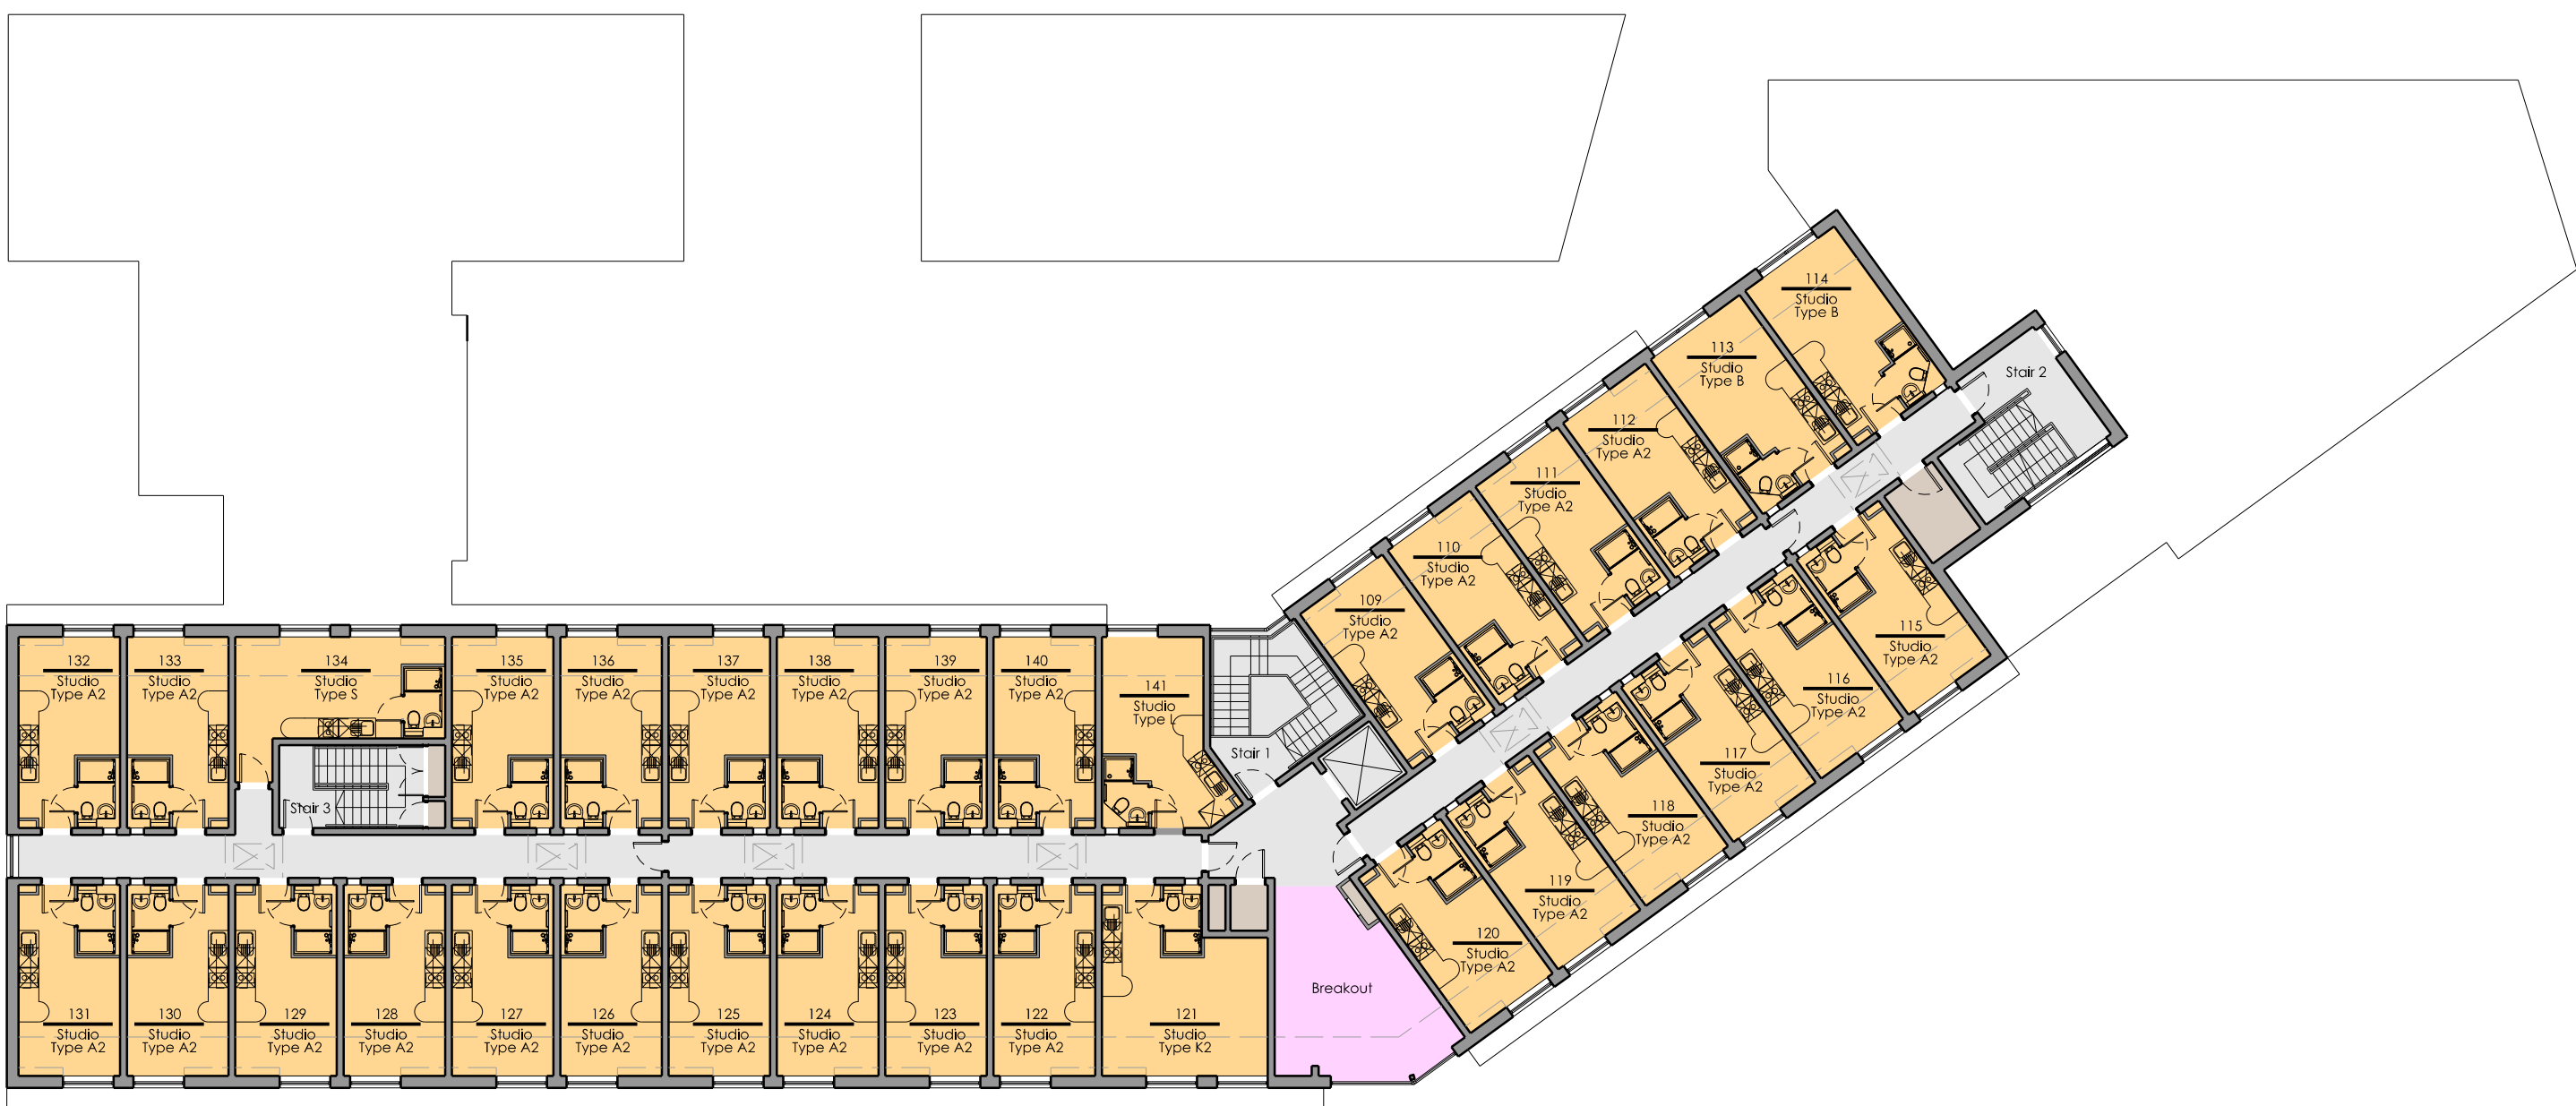 114
Studio
Type B
113
Studio
Type B
Stair 2
112
Studio
Type A2
111
Studio
Type A2
110
Studio
Type A2
109
Studio
Type A2
115
Studio
Type A2
116
Studio
Type A2
117
Studio
Type A2
118
Studio
Type A2
119
Studio
Type A2
120
Studio
Type A2
132
Studio
Type A2
133
Studio
Type A2
134
Studio
Type S
135
Studio
Type A2
136
Studio
Type A2
137
Studio
Type A2
138
Studio
Type A2
139
Studio
Type A2
140
Studio
Type A2
141
Studio
Type L
Stair 1
Stair 3
131
Studio
Type A2
130
Studio
Type A2
129
Studio
Type A2
128
Studio
Type A2
127
Studio
Type A2
126
Studio
Type A2
125
Studio
Type A2
124
Studio
Type A2
123
Studio
Type A2
122
Studio
Type A2
121
Studio
Type K2
Breakout